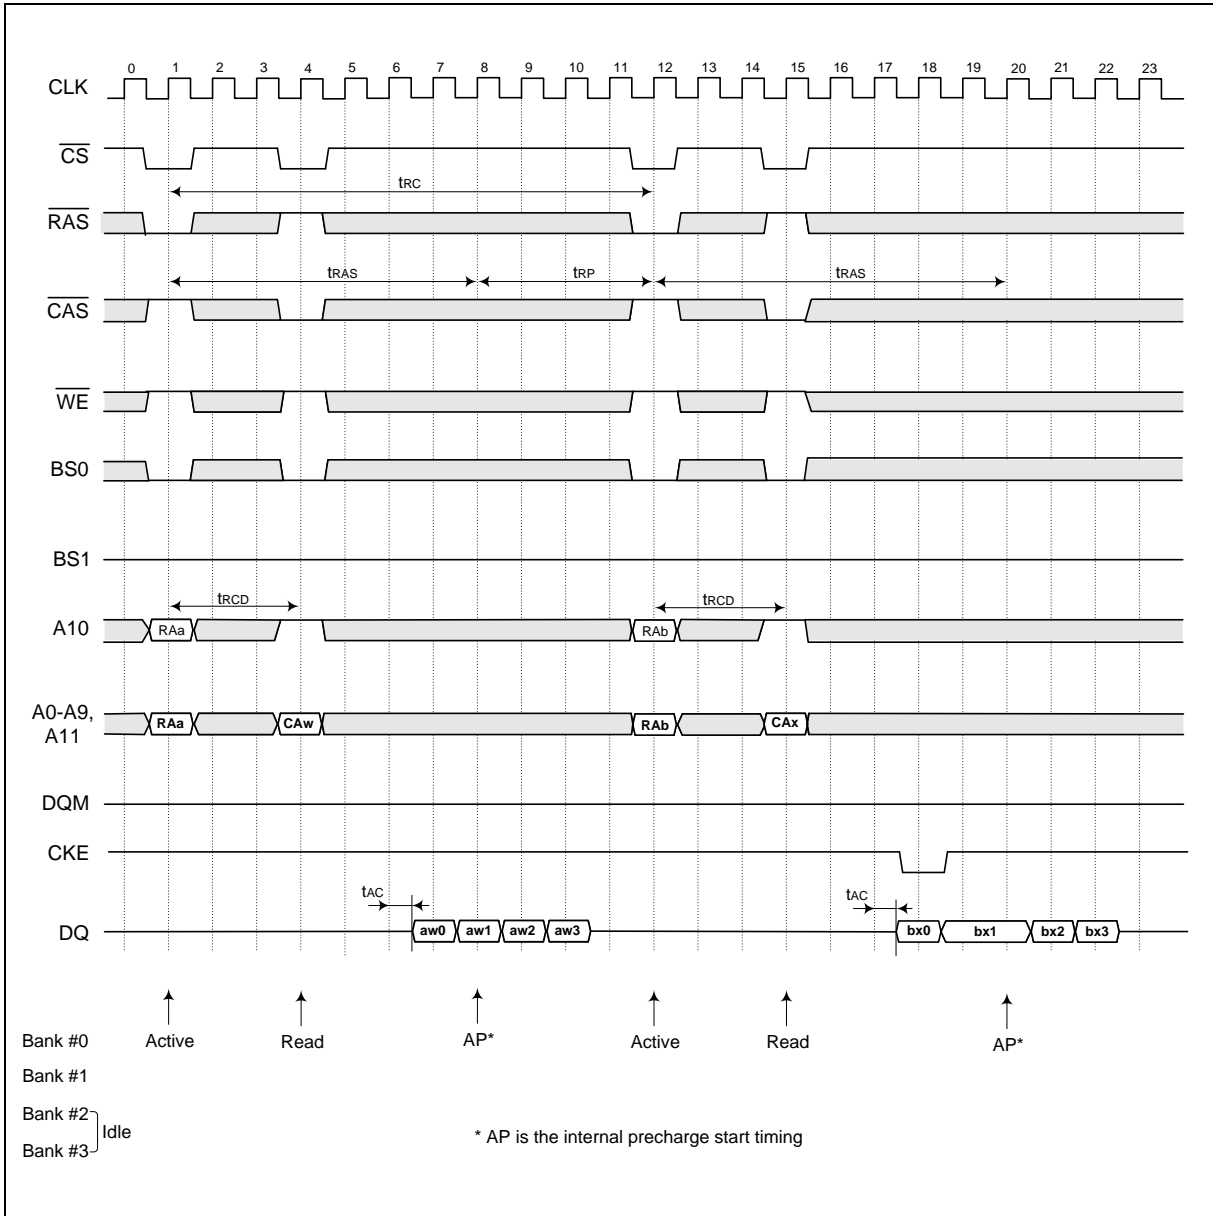 0 1 2 3 4 5 6 7 8 9 10 11 12 13 14 15 16 17 18 19 20 21 22 23
CLK
CS
tRC
RAS
tRAS tRP tRAS
CAS
WE
BS0
BS1
tRCD tRCD
A10 RAa RAb
A0-A9,
A11
RAa CAw RAb CAx
DQM
CKE
tAC tAC
DQ aw0 aw1 aw2 aw3 bx0 bx1 bx2 bx3
Bank #0 Active Read AP* Active Read AP*
Bank #1
Bank #2
Idle
Bank #3
* AP is the internal precharge start timing